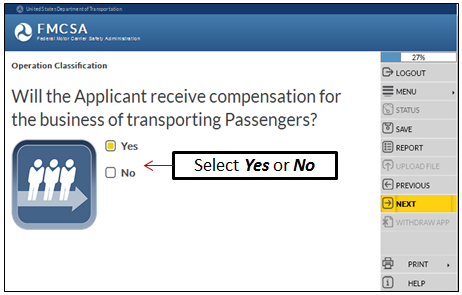 United States Department of Transportation
FMCSA
Federal Motor Carrier Safety Administration
Operation Classification
Will the Applicant receive compensation for
the business of transporting Passengers?
Yes
No
Select Yes or No
27%
LOGOUT
MENU
STATUS
SAVE
REPORT
UPLOAD FILE
PREVIOUS
NEXT
WITHDRAW APP
PRINT
HELP